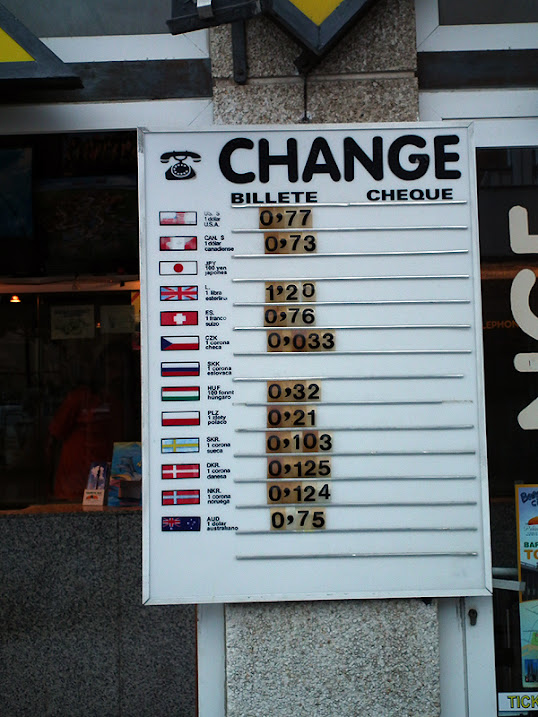 CHANGE
BILLETE CHEQUE
US. $
1 dólar
U.S.A.
0,77
CAN. $
1 dólar
canadiense
0,73
JPY
100 yen
japones
L.
1 libra
esterlina
1,20
FS.
1 franco
suizo
0,76
CZK
1 corona
checa
0,033
SKK
1 corona
eslovaca
HUF
100 forint
húngaro
0,32
PLZ
1 zloty
polaco
0,21
SKR.
1 corona
sueca
0,103
DKR.
1 corona
danesa
0,125
NKR.
1 corona
noruega
0,124
AUD
1 dólar
australiano
0,75
TICK